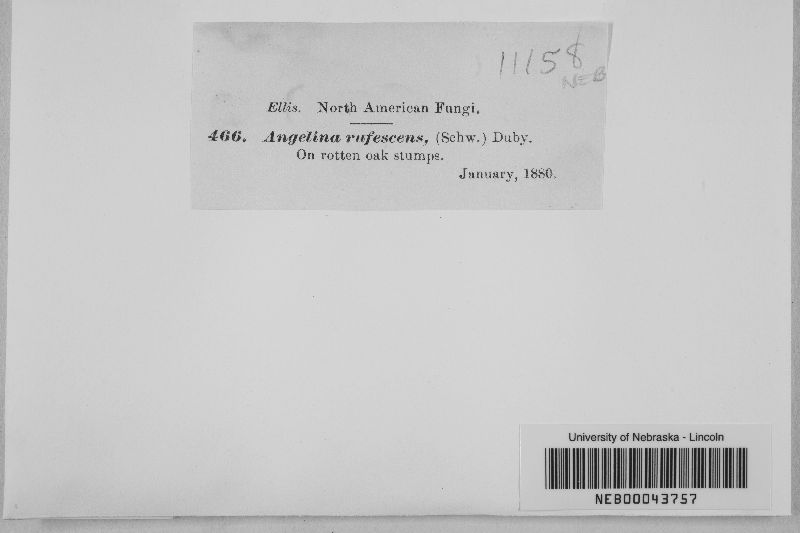 11158
NEB
Ellis. North American Fungi.
466. Angelina rufescens, (Schw.) Duby.
On rotten oak stumps.
January, 1880.
University of Nebraska - Lincoln
NEB00043757